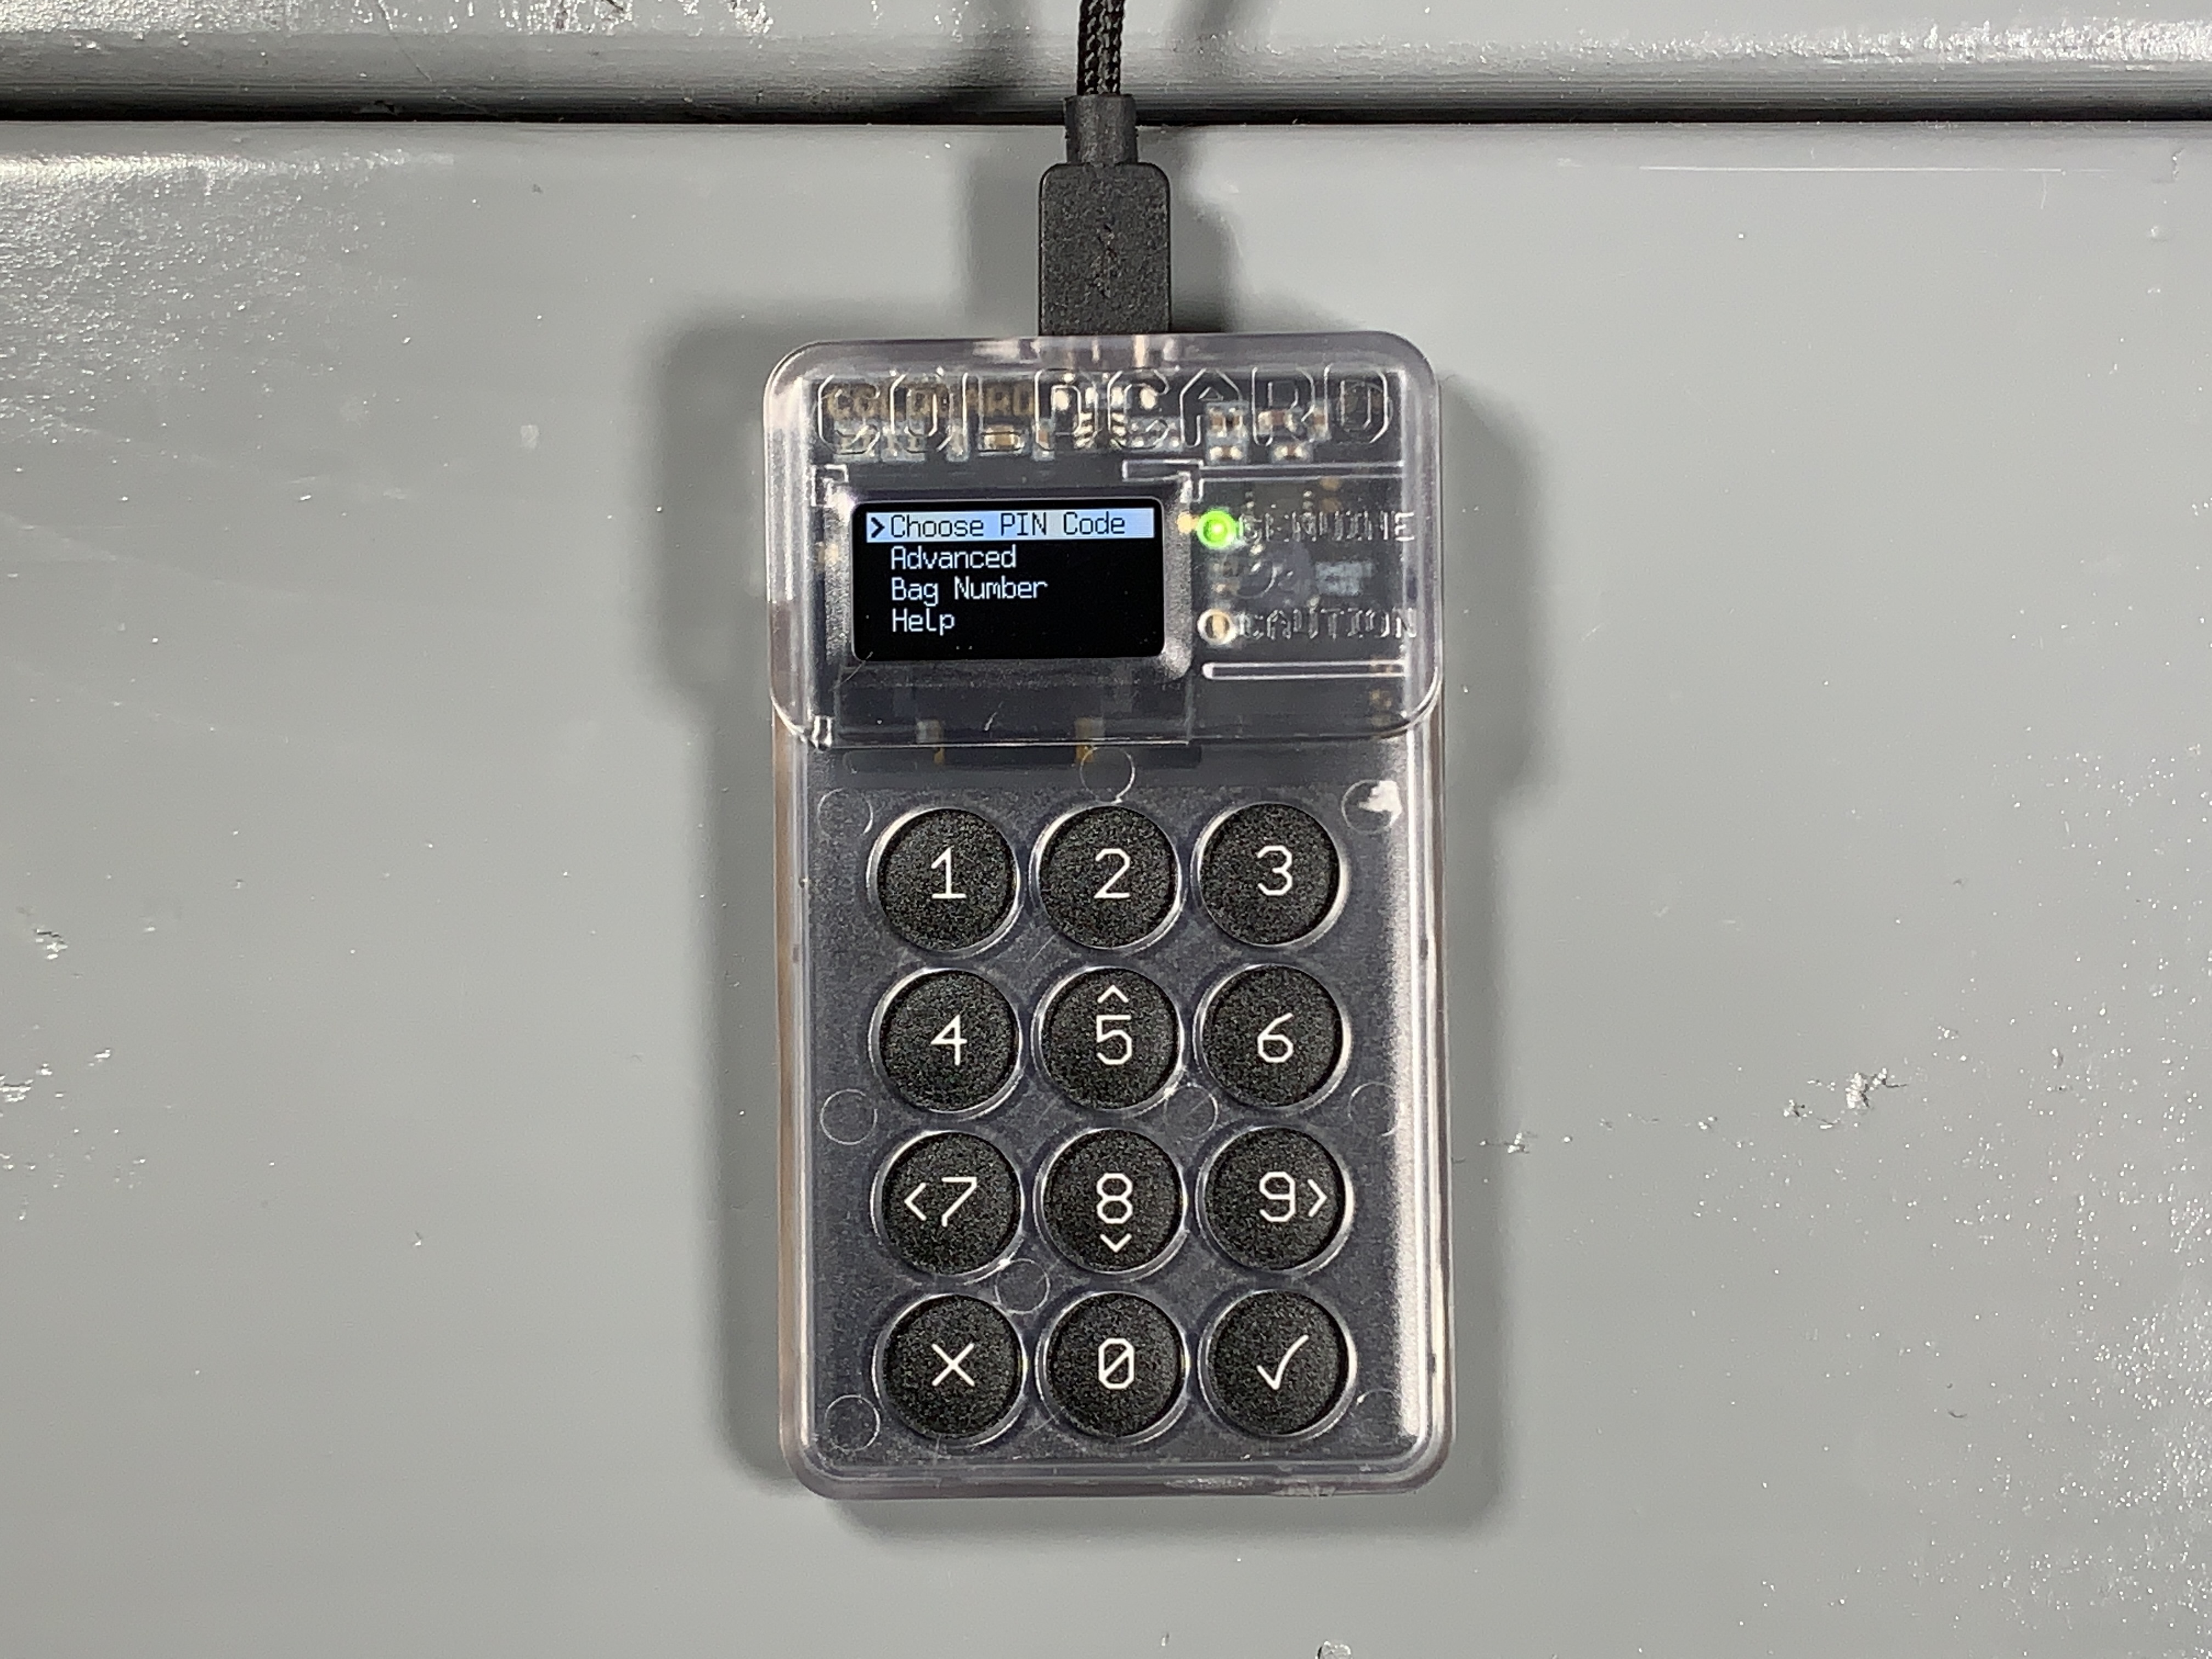 COLDCARD
>Choose PIN Code
Advanced
Bag Number
Help
GENUINE
CAUTION
1 2 3
4 5 6
<7 8 9>
× 0 ✓